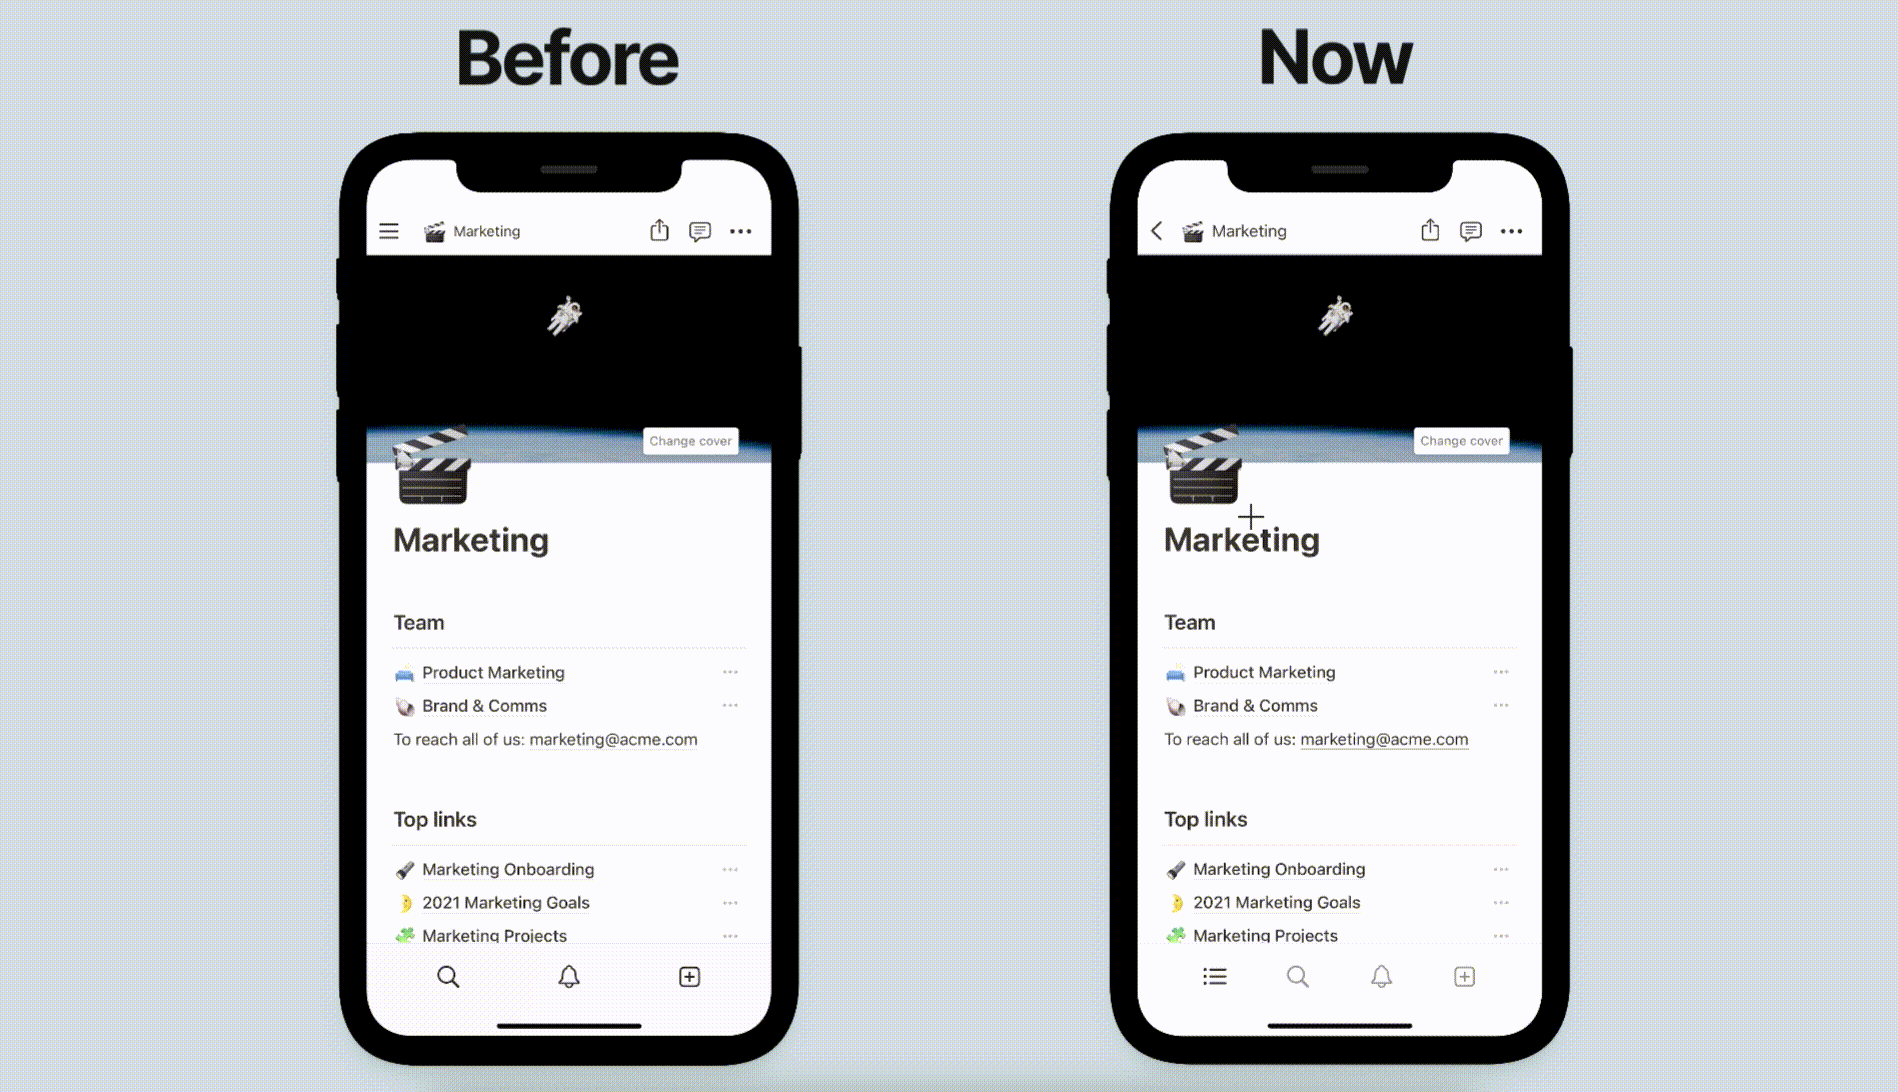 Before
Marketing
Change cover
Marketing
Team
Product Marketing
Brand & Comms
To reach all of us: marketing@acme.com
Top links
Marketing Onboarding
2021 Marketing Goals
Marketing Projects
Now
Marketing
Change cover
Marketing
Team
Product Marketing
Brand & Comms
To reach all of us: marketing@acme.com
Top links
Marketing Onboarding
2021 Marketing Goals
Marketing Projects